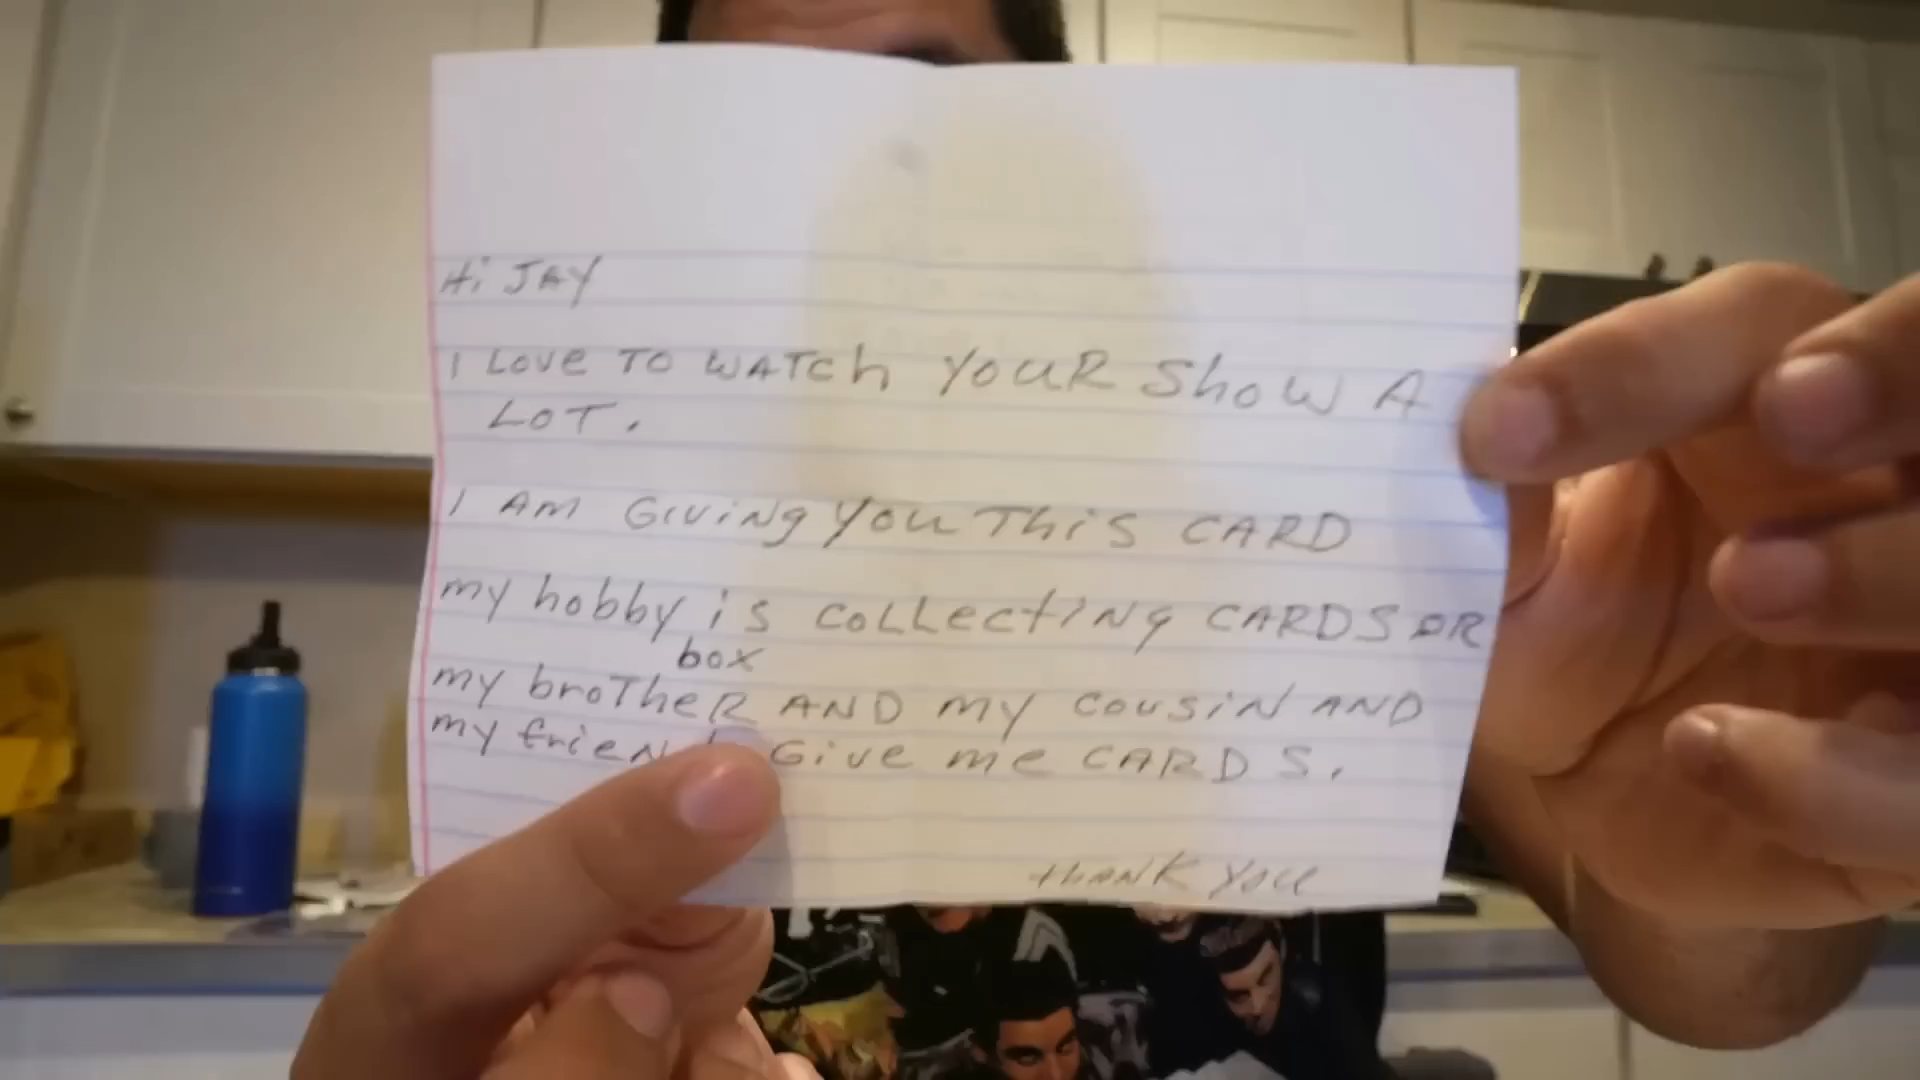 Hi JAY
I LOVE TO WATCh YOUR ShOW A
LOT.
I AM GIViNg YOU ThiS CARD
my hobby is COLLectiNg CARDS OR
box
my broTheR AND my cousiN AND
my frieND Give me CARDS.
thANK YOU